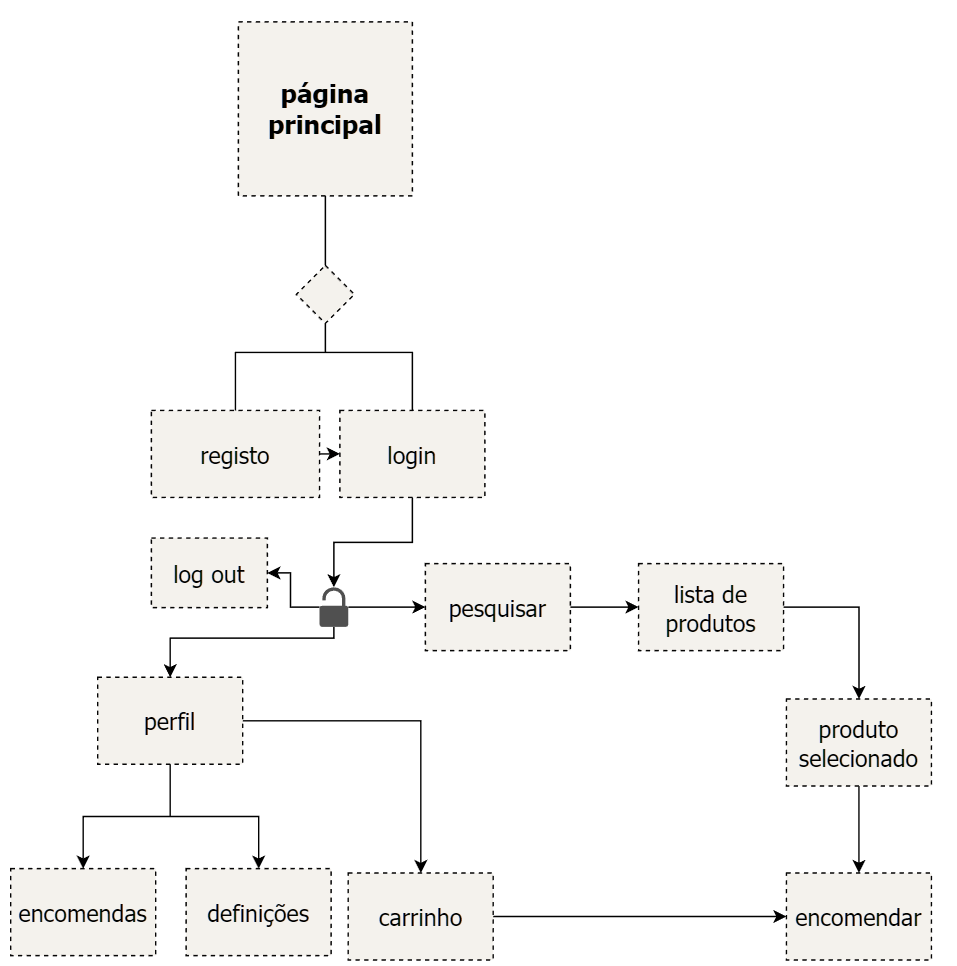 página
principal
registo
login
log out
pesquisar
lista de
produtos
perfil
produto
selecionado
encomendas
definições
carrinho
encomendar